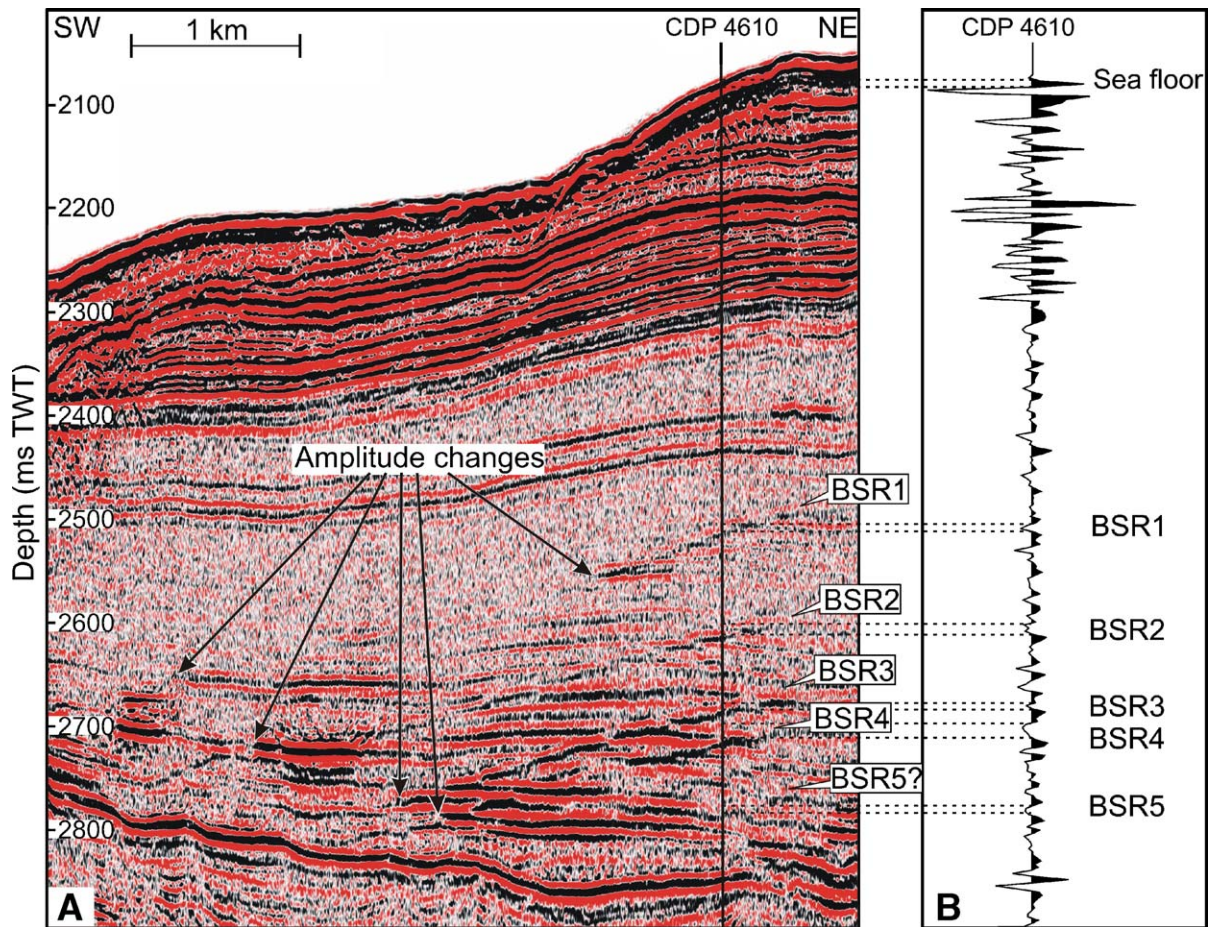 SW
1 km
CDP 4610
NE
CDP 4610
Sea floor
-2100
-2200
-2300
-2400
Amplitude changes
BSR1
-2500
BSR1
BSR2
-2600
BSR2
BSR3
BSR3
BSR4
-2700
BSR4
BSR5?
BSR5
-2800
Depth (ms TWT)
A
B